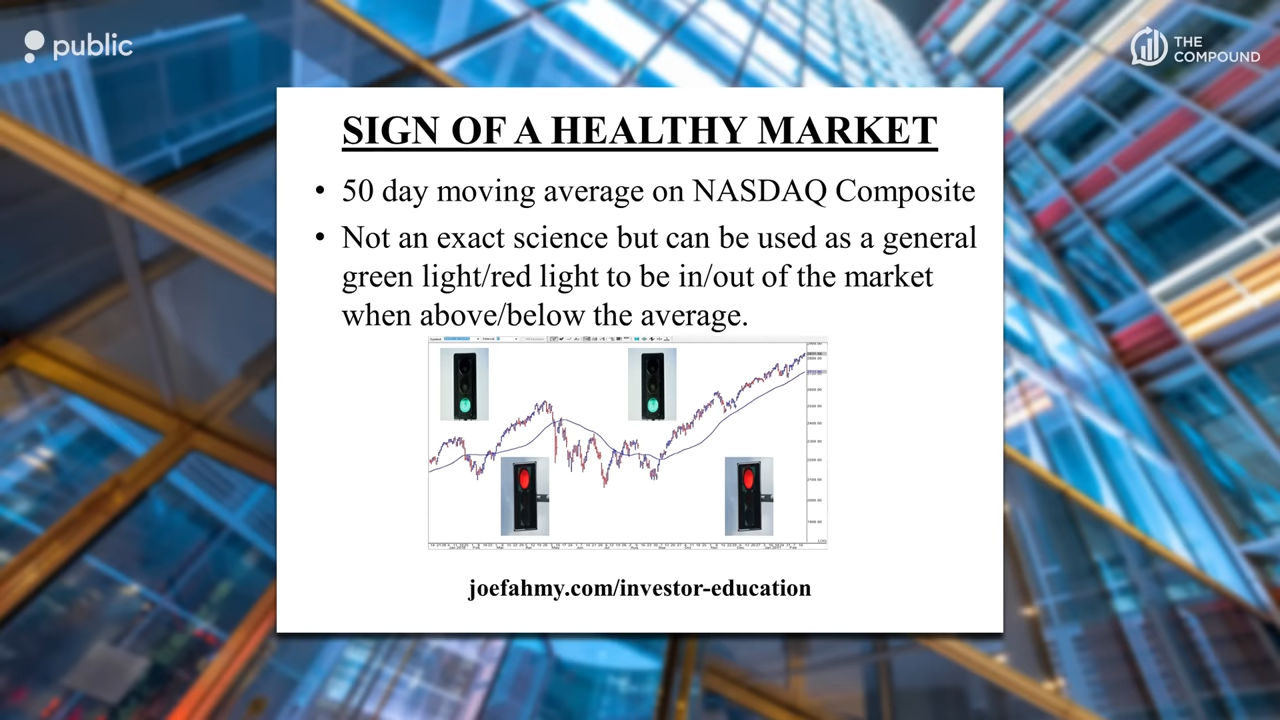 public
THE
COMPOUND
SIGN OF A HEALTHY MARKET
• 50 day moving average on NASDAQ Composite
• Not an exact science but can be used as a general
green light/red light to be in/out of the market
when above/below the average.
joefahmy.com/investor-education